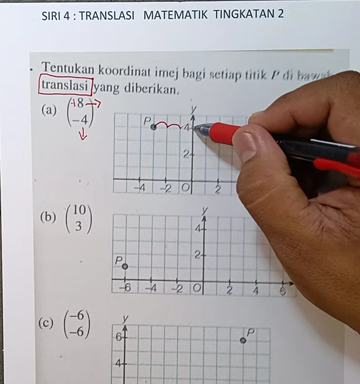 SIRI 4 : TRANSLASI MATEMATIK TINGKATAN 2
Tentukan koordinat imej bagi setiap titik P di
translasi yang diberikan.
(a) (+8 -4)
P
y
4
2
-4 -2 O 2
(b) (10 3)
y
4
2
P
-6 -4 -2 O 2 4 6
(c) (-6 -6)
y
6
P
4